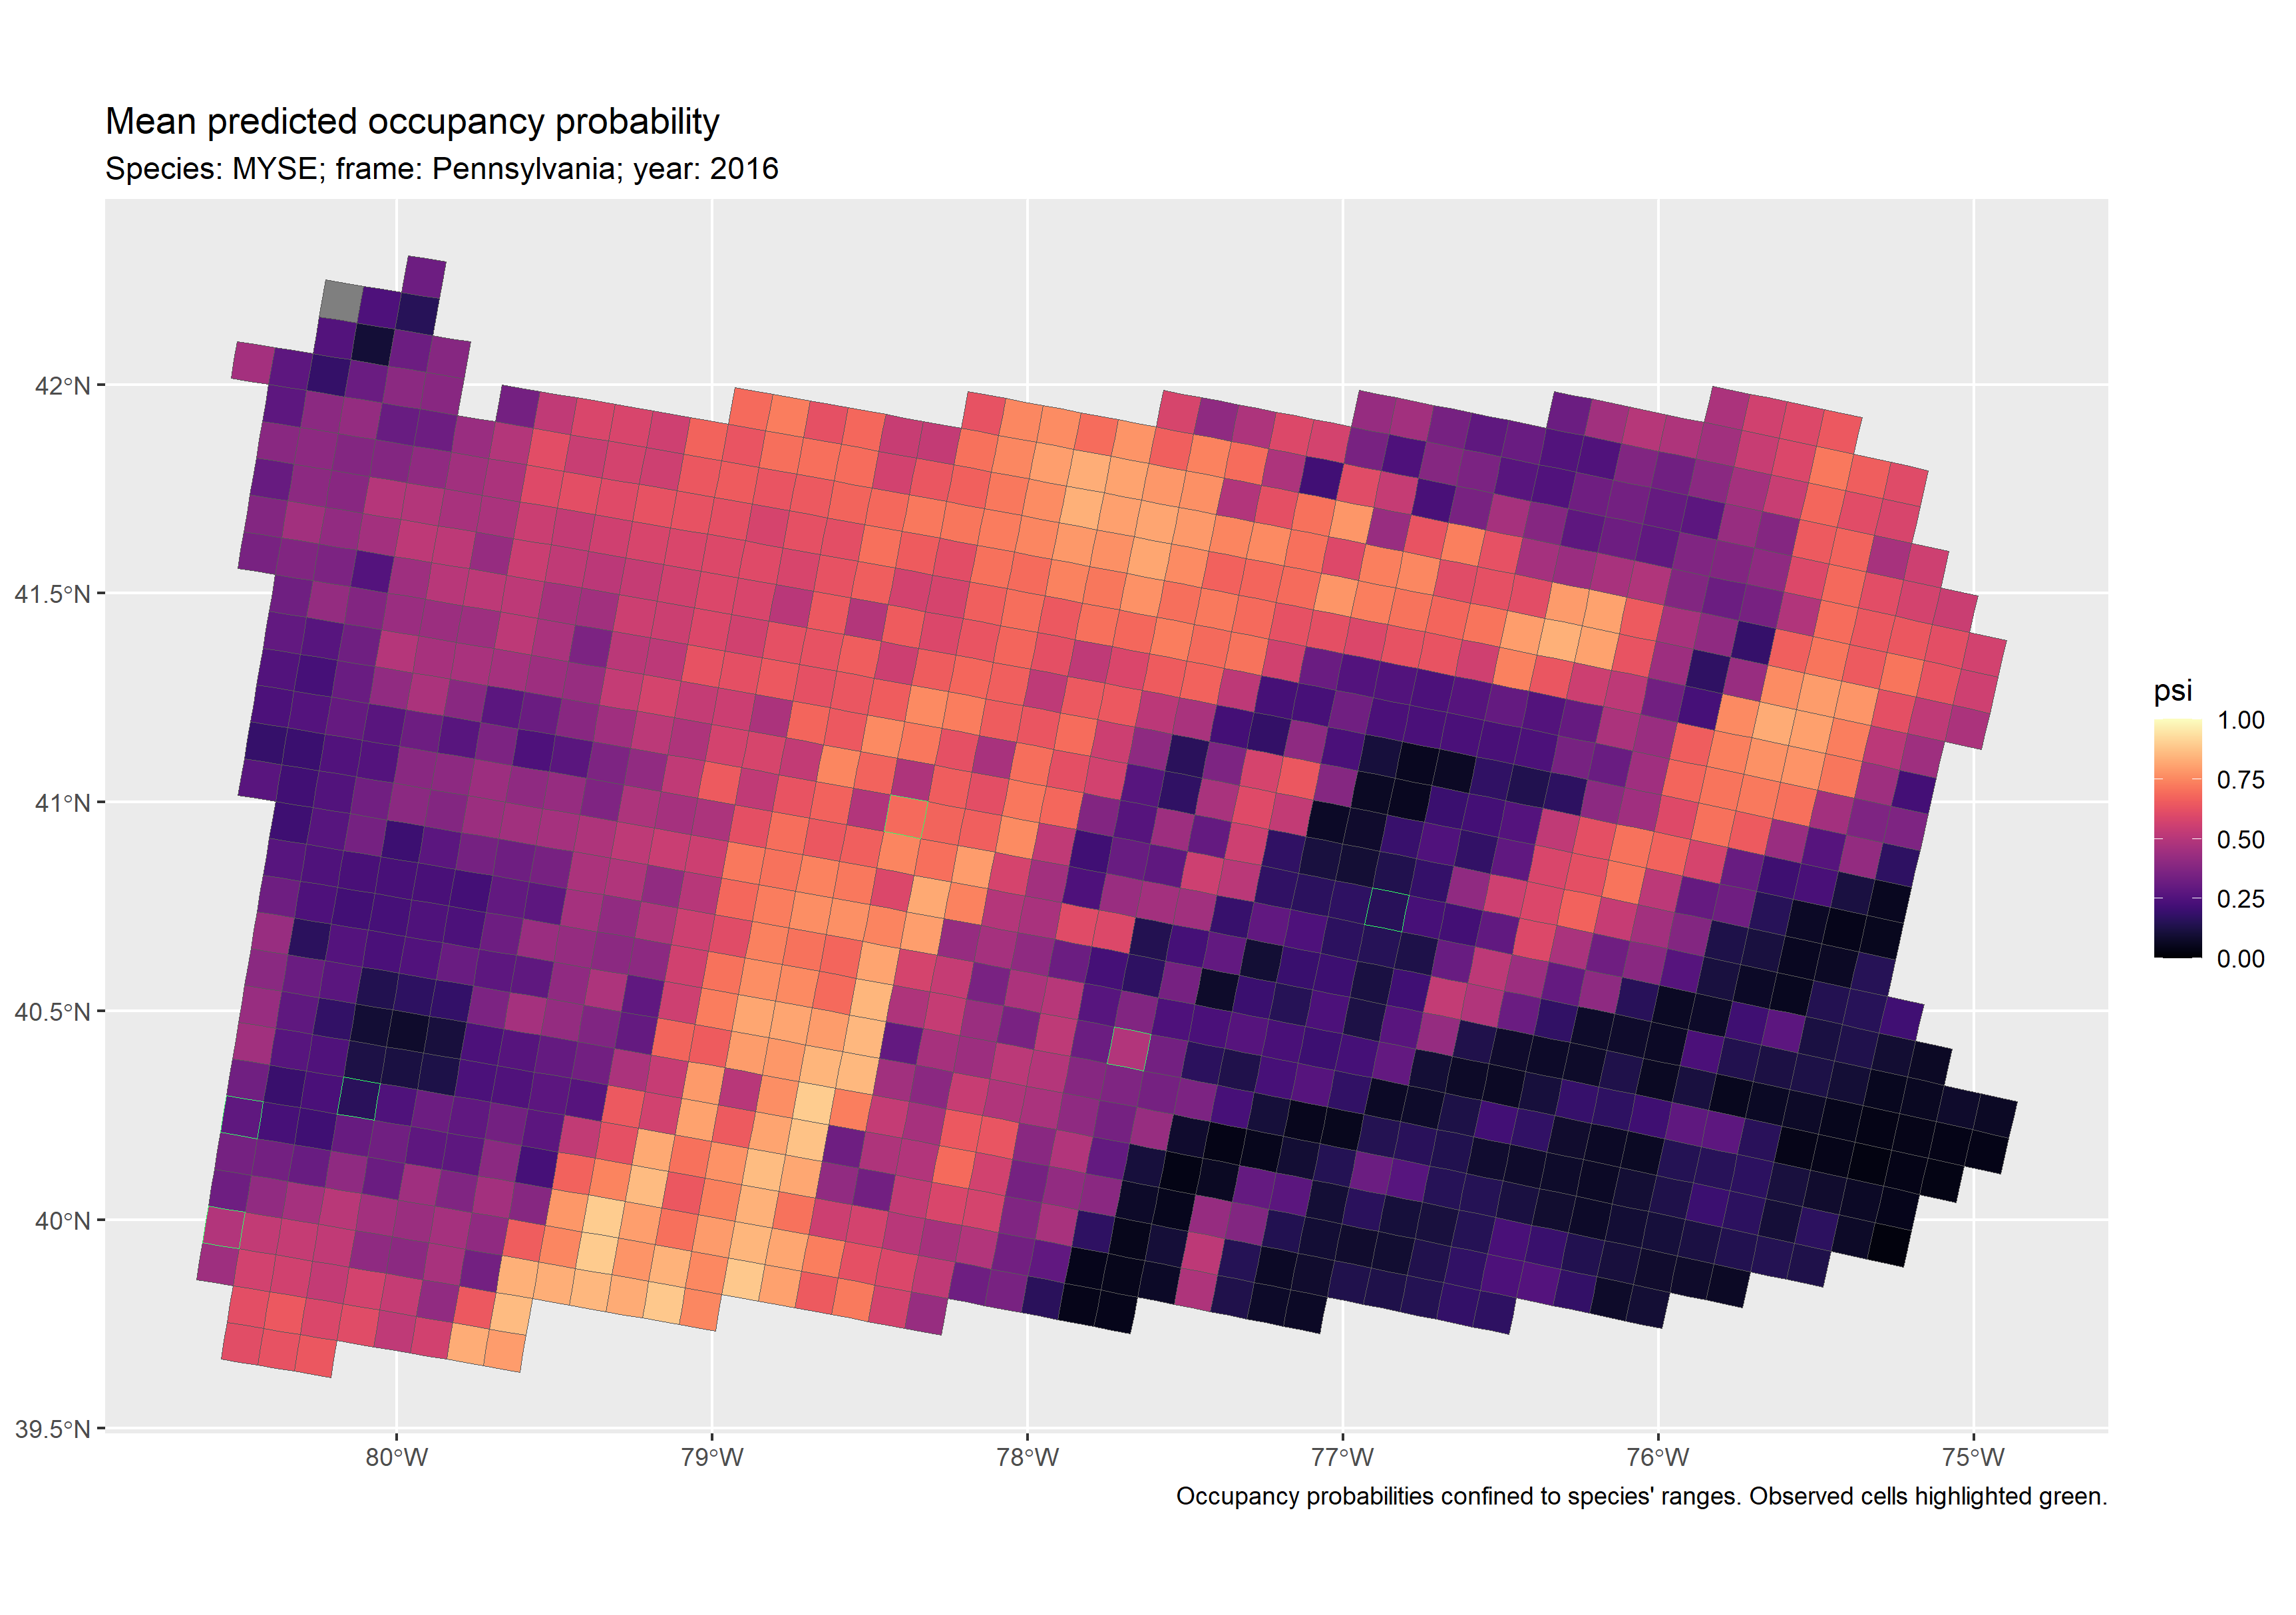 Mean predicted occupancy probability
Species: MYSE; frame: Pennsylvania; year: 2016
42°N
41.5°N
41°N
40.5°N
40°N
39.5°N
80°W
79°W
78°W
77°W
76°W
75°W
psi
1.00
0.75
0.50
0.25
0.00
Occupancy probabilities confined to species' ranges. Observed cells highlighted green.